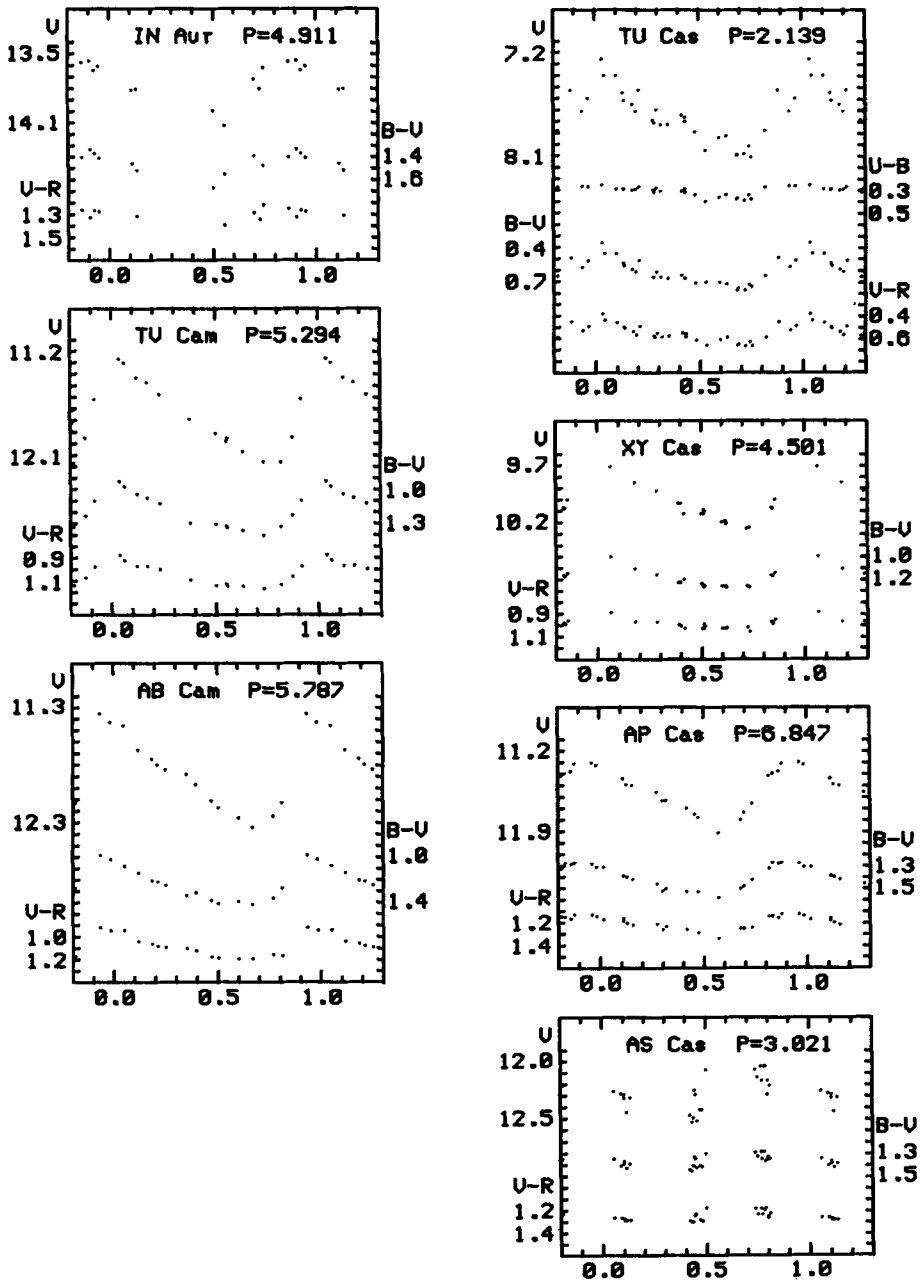 IN Aur P=4.911
V
13.5
14.1
B-V
1.4
1.6
V-R
1.3
1.5
0.0 0.5 1.0
TV Cam P=5.294
V
11.2
12.1
B-V
1.0
1.3
V-R
0.9
1.1
0.0 0.5 1.0
AB Cam P=5.787
V
11.3
12.3
B-V
1.0
1.4
V-R
1.0
1.2
0.0 0.5 1.0
TU Cas P=2.139
V
7.2
8.1
U-B
0.3
0.5
B-V
0.4
0.7
V-R
0.4
0.6
0.0 0.5 1.0
XY Cas P=4.501
V
9.7
10.2
B-V
1.0
1.2
V-R
0.9
1.1
0.0 0.5 1.0
AP Cas P=6.847
V
11.2
11.9
B-V
1.3
1.5
V-R
1.2
1.4
0.0 0.5 1.0
AS Cas P=3.021
V
12.0
12.5
B-V
1.3
1.5
V-R
1.2
1.4
0.0 0.5 1.0